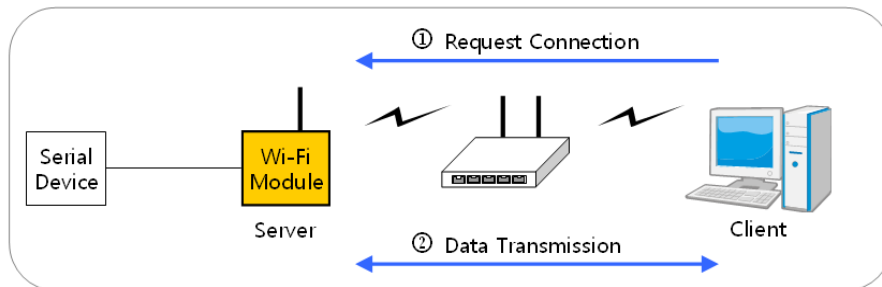 ① Request Connection
Serial
Device
Wi-Fi
Module
Server
Client
② Data Transmission